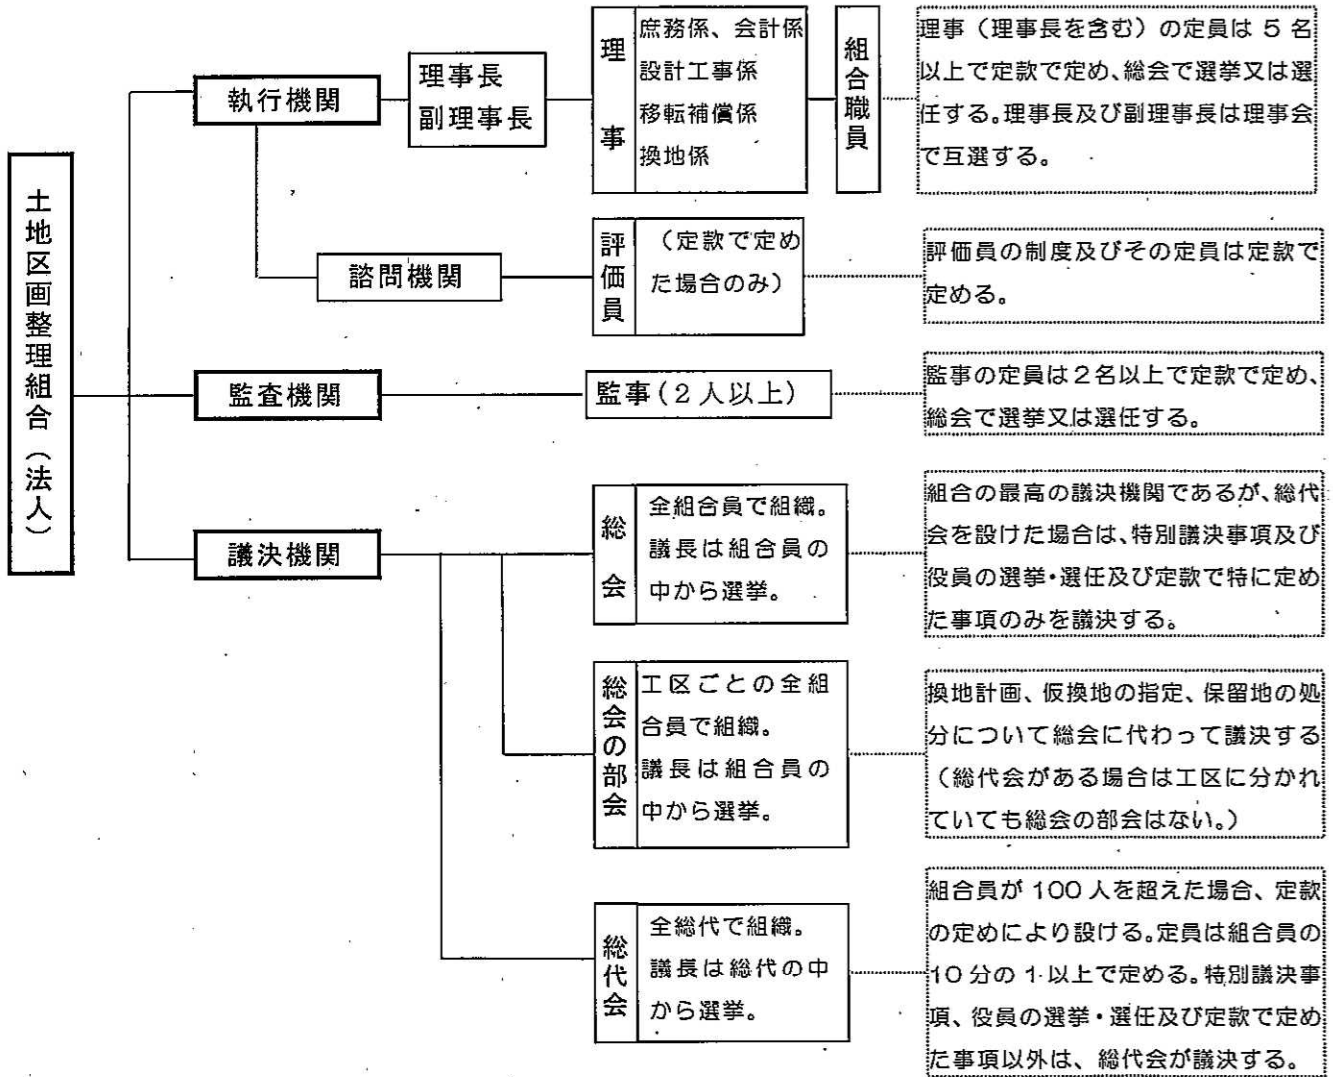 土地区画整理組合（法人）
執行機関
理事長
副理事長
理事
庶務係、会計係
設計工事係
移転補償係
換地係
組合職員
理事（理事長を含む）の定員は 5 名
以上で定款で定め、総会で選挙又は選
任する。理事長及び副理事長は理事会
で互選する。
諮問機関
評価員
（定款で定め
た場合のみ）
評価員の制度及びその定員は定款で
定める。
監査機関
監事(2 人以上)
監事の定員は2名以上で定款で定め、
総会で選挙又は選任する。
議決機関
総会
全組合員で組織。
議長は組合員の
中から選挙。
組合の最高の議決機関であるが、総代
会を設けた場合は、特別議決事項及び
役員の選挙・選任及び定款で特に定め
た事項のみを議決する。
総会の部会
工区ごとの全組
合員で組織。
議長は組合員の
中から選挙。
換地計画、仮換地の指定、保留地の処
分について総会に代わって議決する
（総代会がある場合は工区に分かれ
ていても総会の部会はない。）
総代会
全総代で組織。
議長は総代の中
から選挙。
組合員が 100 人を超えた場合、定款
の定めにより設ける。定員は組合員の
10 分の 1 以上で定める。特別議決事
項、役員の選挙・選任及び定款で定め
た事項以外は、総代会が議決する。